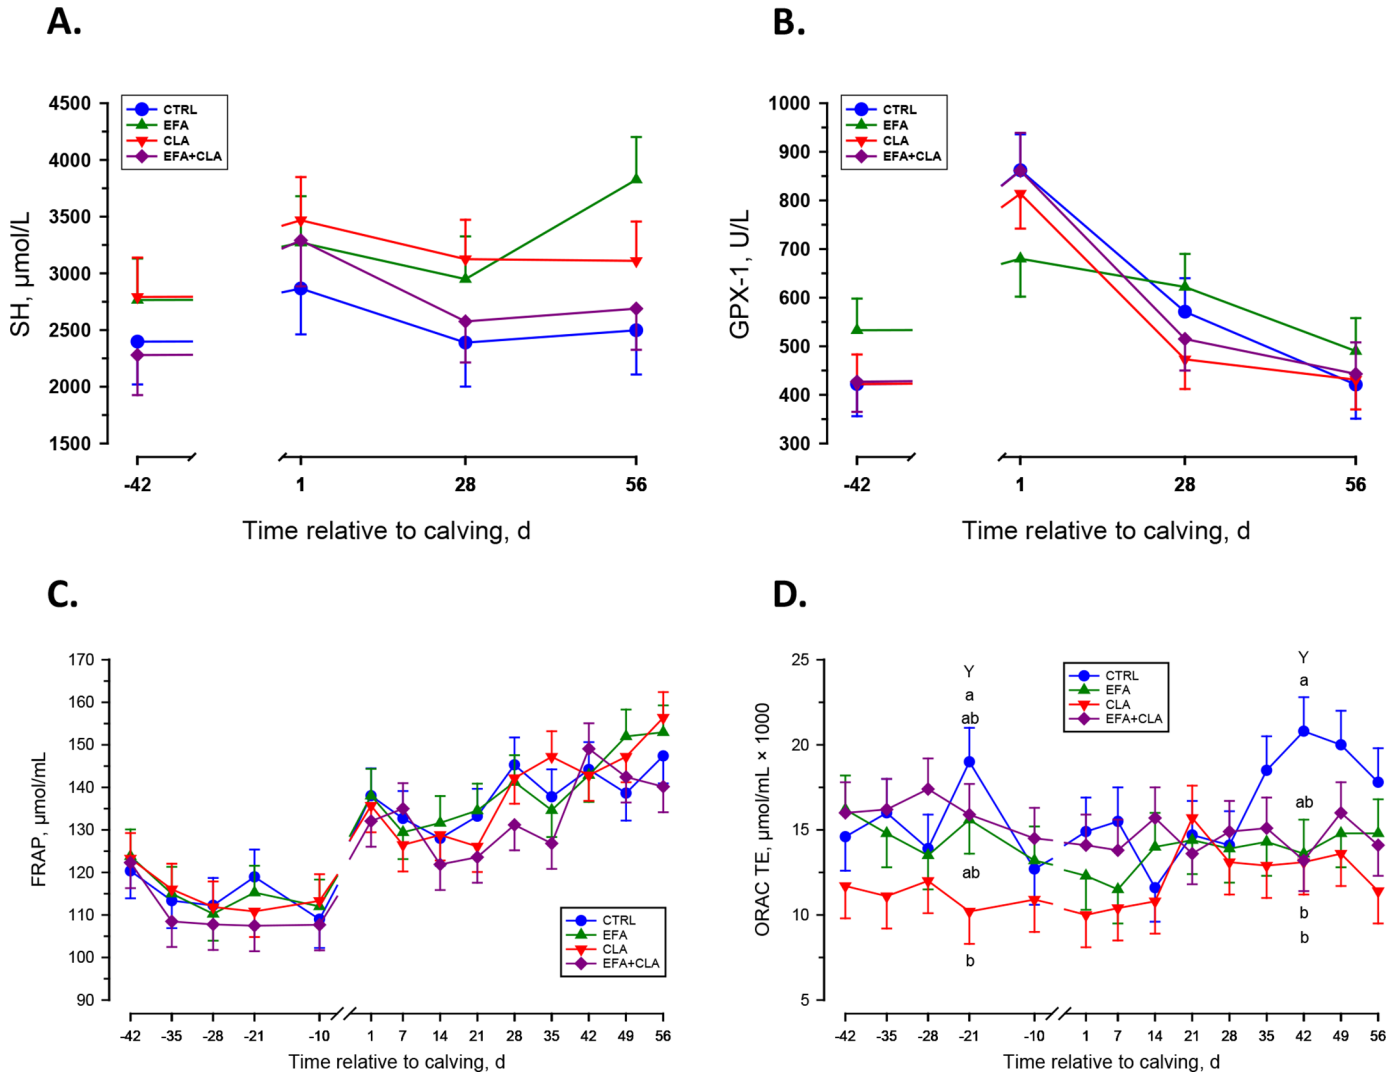 A.
4500
4000
3500
3000
2500
2000
1500
SH, µmol/L
CTRL
EFA
CLA
EFA+CLA
-42
1
28
56
Time relative to calving, d
B.
1000
900
800
700
600
500
400
300
GPX-1, U/L
CTRL
EFA
CLA
EFA+CLA
-42
1
28
56
Time relative to calving, d
C.
170
160
150
140
130
120
110
100
90
FRAP, µmol/mL
CTRL
EFA
CLA
EFA+CLA
-42 -35 -28 -21 -10 1 7 14 21 28 35 42 49 56
Time relative to calving, d
D.
25
20
15
10
5
ORAC TE, µmol/mL × 1000
CTRL
EFA
CLA
EFA+CLA
Y
a
ab
ab
b
Y
a
ab
b
b
-42 -35 -28 -21 -10 1 7 14 21 28 35 42 49 56
Time relative to calving, d